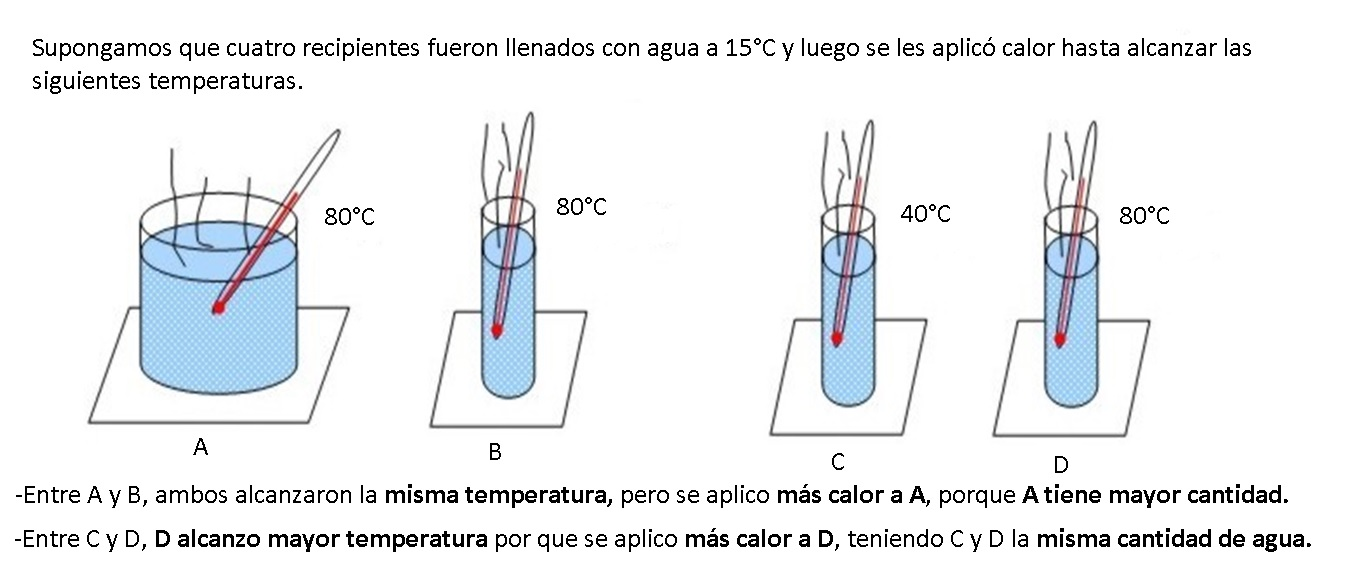 Supongamos que cuatro recipientes fueron llenados con agua a 15°C y luego se les aplicó calor hasta alcanzar las
siguientes temperaturas.
80°C
80°C
40°C
80°C
A
B
C
D
-Entre A y B, ambos alcanzaron la misma temperatura, pero se aplico más calor a A, porque A tiene mayor cantidad.
-Entre C y D, D alcanzo mayor temperatura por que se aplico más calor a D, teniendo C y D la misma cantidad de agua.